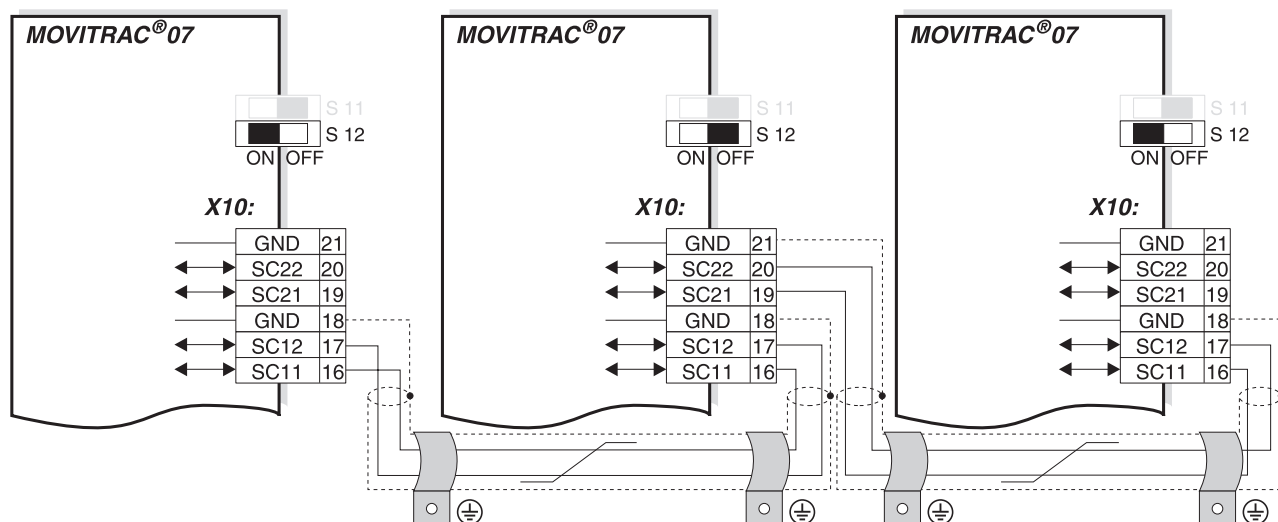 MOVITRAC®07
S 11
S 12
ON OFF
X10:
GND 21
SC22 20
SC21 19
GND 18
SC12 17
SC11 16
MOVITRAC®07
S 11
S 12
ON OFF
X10:
GND 21
SC22 20
SC21 19
GND 18
SC12 17
SC11 16
MOVITRAC®07
S 11
S 12
ON OFF
X10:
GND 21
SC22 20
SC21 19
GND 18
SC12 17
SC11 16